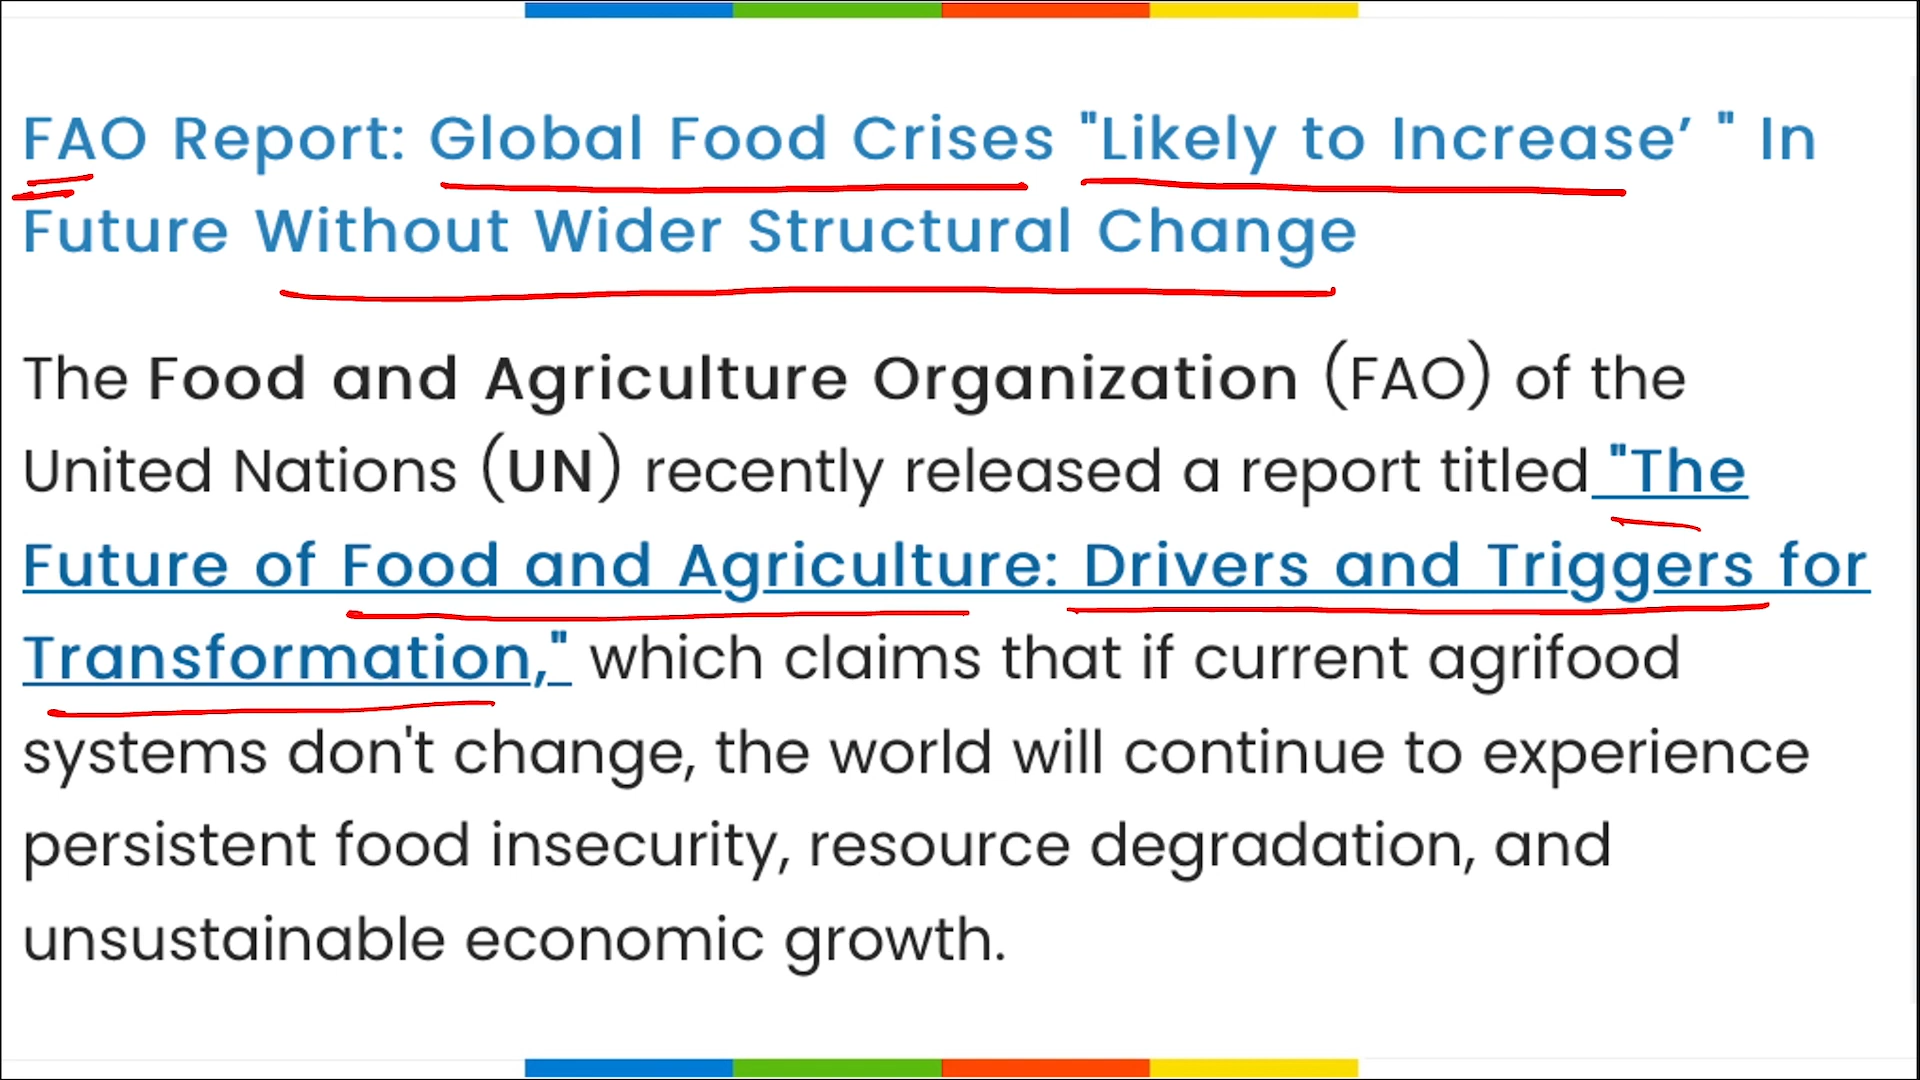 FAO Report: Global Food Crises "Likely to Increase’ " In
Future Without Wider Structural Change
The Food and Agriculture Organization (FAO) of the
United Nations (UN) recently released a report titled "The
Future of Food and Agriculture: Drivers and Triggers for
Transformation," which claims that if current agrifood
systems don't change, the world will continue to experience
persistent food insecurity, resource degradation, and
unsustainable economic growth.